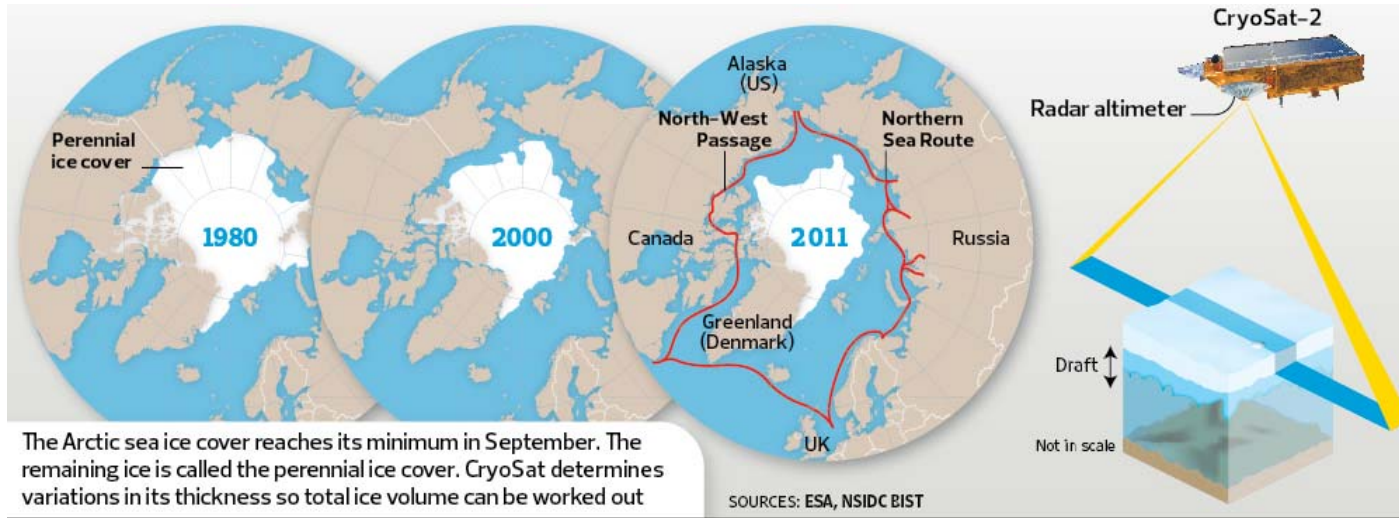 CryoSat-2
Radar altimeter
Perennial
ice cover
1980
2000
Alaska
(US)
North-West
Passage
Northern
Sea Route
Canada
2011
Russia
Greenland
(Denmark)
UK
Draft
Not in scale
The Arctic sea ice cover reaches its minimum in September. The
remaining ice is called the perennial ice cover. CryoSat determines
variations in its thickness so total ice volume can be worked out
SOURCES: ESA, NSIDC BIST